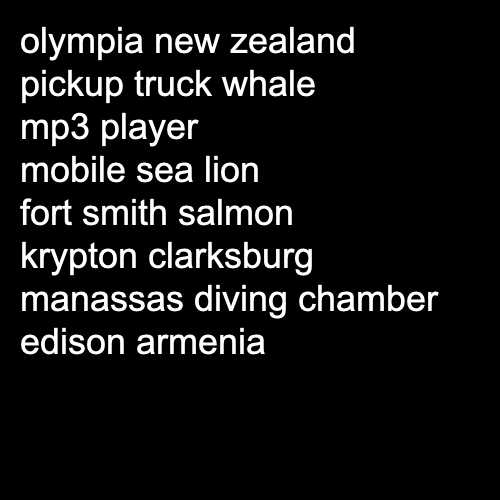 olympia new zealand
pickup truck whale
mp3 player
mobile sea lion
fort smith salmon
krypton clarksburg
manassas diving chamber
edison armenia